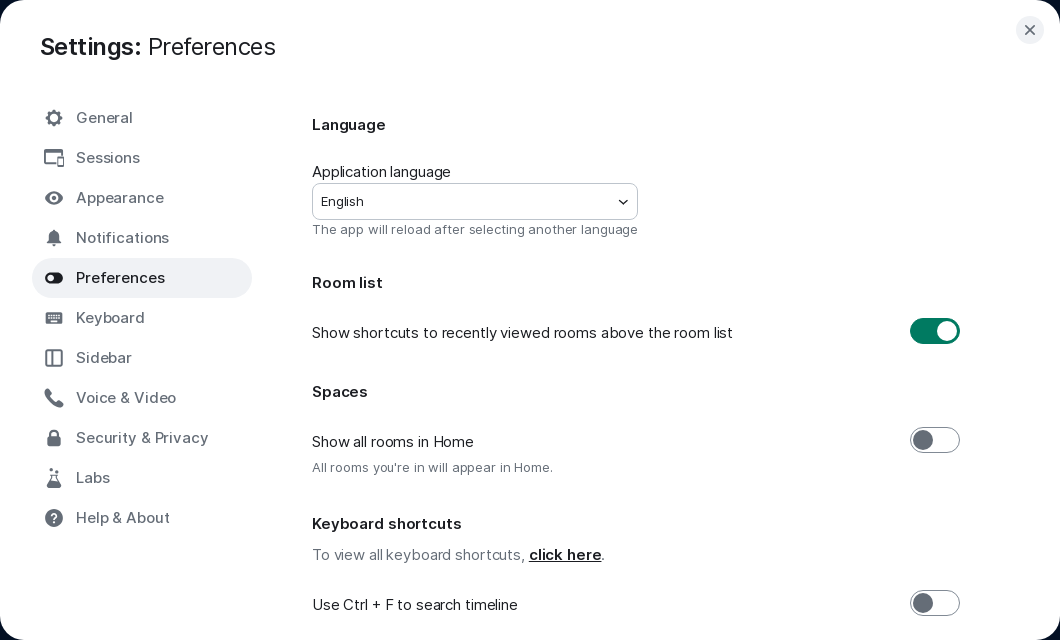 Settings: Preferences
General
Sessions
Appearance
Notifications
Preferences
Keyboard
Sidebar
Voice & Video
Security & Privacy
Labs
Help & About
Language
Application language
English
The app will reload after selecting another language
Room list
Show shortcuts to recently viewed rooms above the room list
Spaces
Show all rooms in Home
All rooms you're in will appear in Home.
Keyboard shortcuts
To view all keyboard shortcuts, click here.
Use Ctrl + F to search timeline